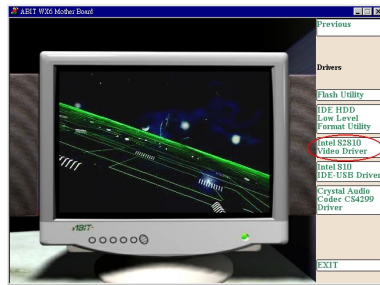 ABIT WX6 Mother Board
Previous
Drivers
Flash Utility
IDE HDD
Low Level
Format Utility
Intel 82810
Video Driver
Intel 810
IDE-USB Driver
Crystal Audio
Codec CS4299
Driver
ABIT
EXIT